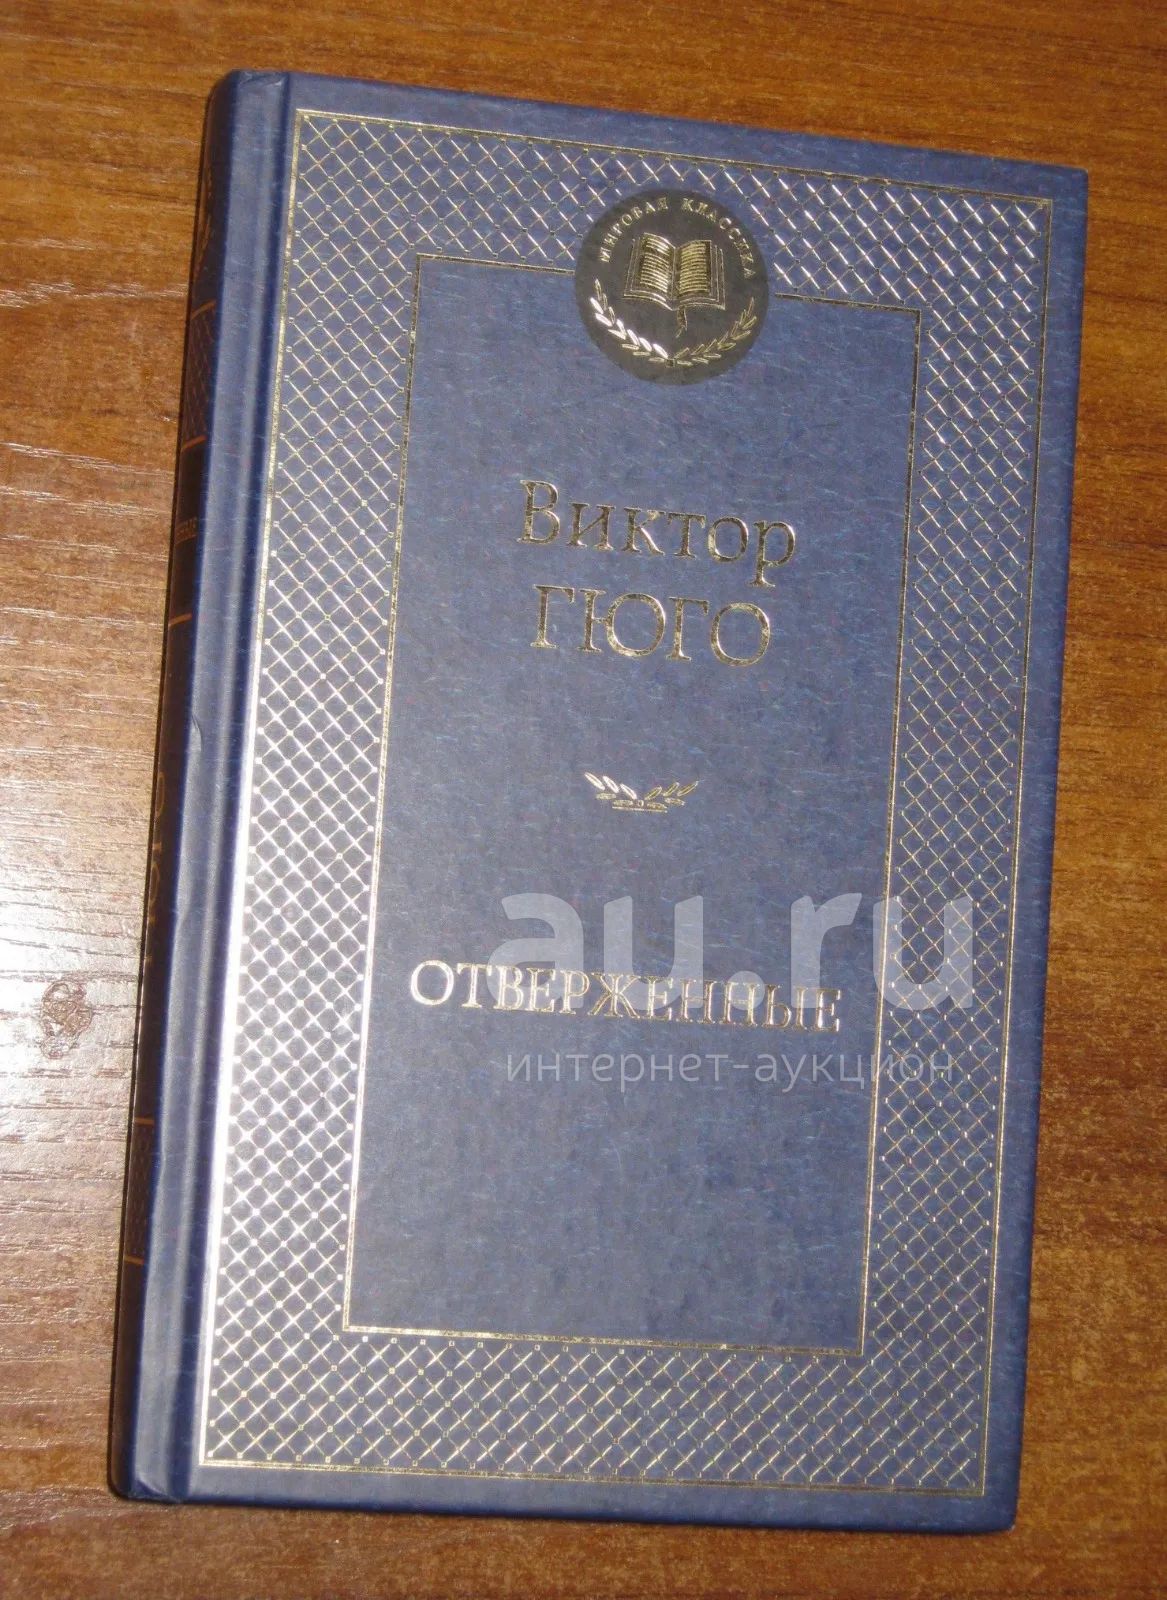 МИРОВАЯ КЛАССИКА
Виктор
ГЮГО
ОТВЕРЖЕННЫЕ
au.ru
интернет-аукцион